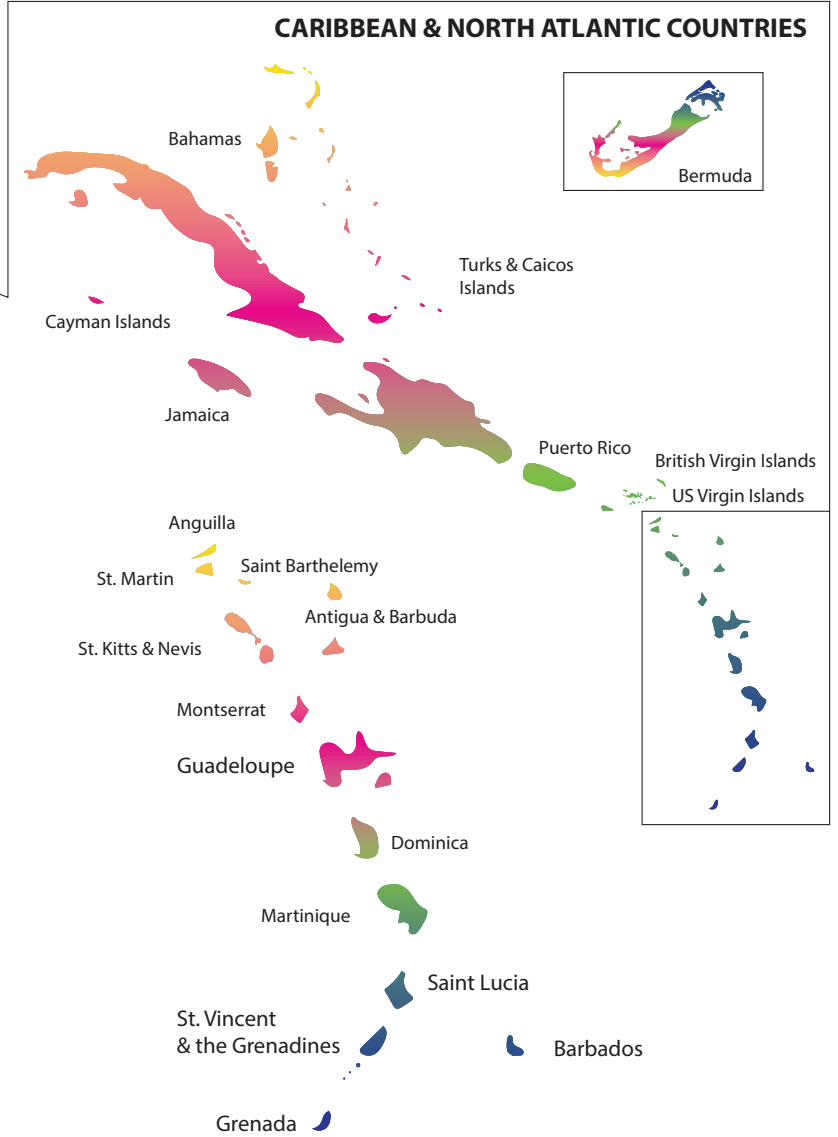 CARIBBEAN & NORTH ATLANTIC COUNTRIES
Bahamas
Bermuda
Turks & Caicos
Islands
Cayman Islands
Jamaica
Puerto Rico
British Virgin Islands
US Virgin Islands
Anguilla
Saint Barthelemy
St. Martin
Antigua & Barbuda
St. Kitts & Nevis
Montserrat
Guadeloupe
Dominica
Martinique
Saint Lucia
St. Vincent
& the Grenadines
Barbados
Grenada